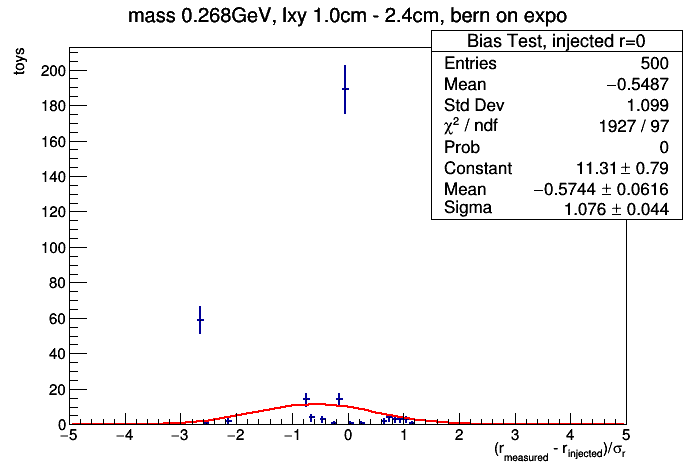 mass 0.268GeV, lxy 1.0cm - 2.4cm, bern on expo
Bias Test, injected r=0
Entries 500
Mean −0.5487
Std Dev 1.099
χ² / ndf 1927 / 97
Prob 0
Constant 11.31 ± 0.79
Mean −0.5744 ± 0.0616
Sigma 1.076 ± 0.044
toys
200
180
160
140
120
100
80
60
40
20
0
−5 −4 −3 −2 −1 0 1 2 3 4 5
(r_measured - r_injected)/σ_r